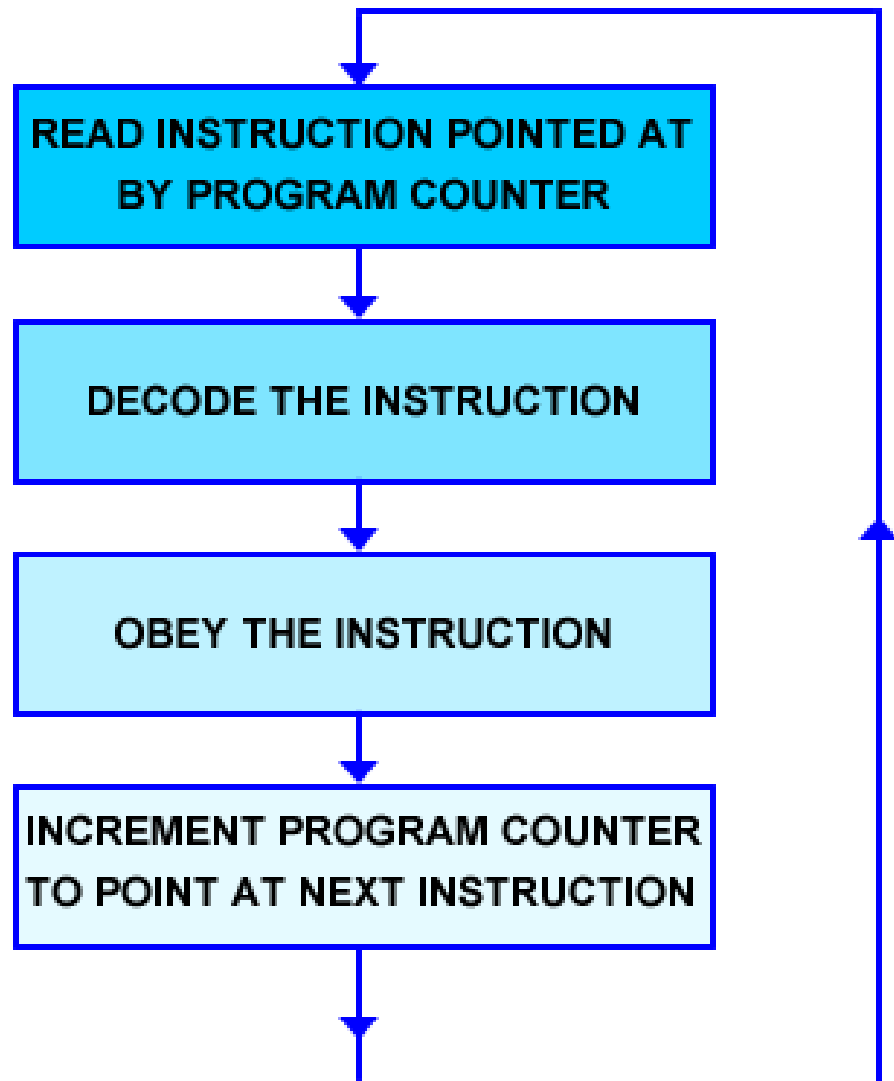 READ INSTRUCTION POINTED AT
BY PROGRAM COUNTER
DECODE THE INSTRUCTION
OBEY THE INSTRUCTION
INCREMENT PROGRAM COUNTER
TO POINT AT NEXT INSTRUCTION